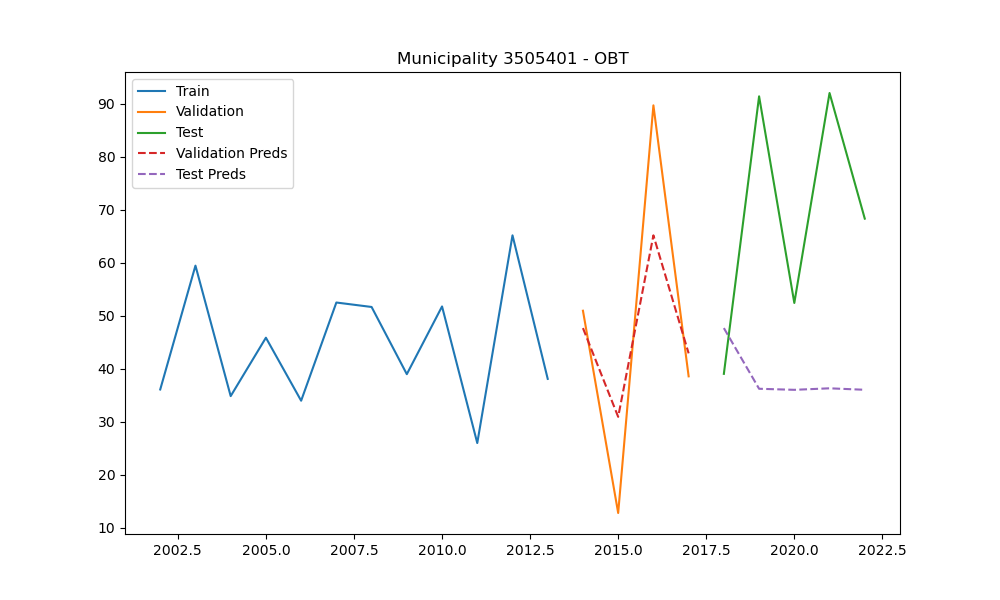 Municipality 3505401 - OBT
Train
Validation
Test
Validation Preds
Test Preds
90
80
70
60
50
40
30
20
10
2002.5 2005.0 2007.5 2010.0 2012.5 2015.0 2017.5 2020.0 2022.5